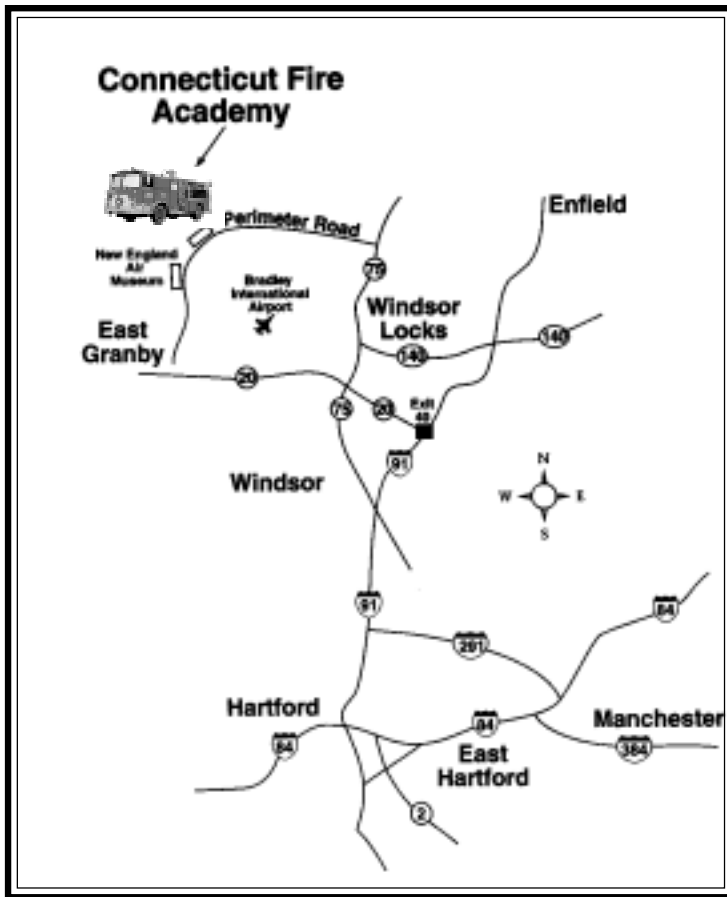 Connecticut Fire
Academy
Perimeter Road
Enfield
New England
Air
Museum
75
Bradley
International
Airport
Windsor
Locks
East
Granby
140
140
20
75
20
Exit
40
91
Windsor
N
W
E
S
91
84
291
Hartford
84
84
Manchester
384
East
Hartford
2